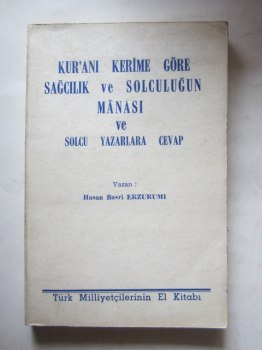 KUR'ANI KERİME GÖRE
SAĞCILIK ve SOLCULUĞUN
MÂNASI
ve
SOLCU YAZARLARA CEVAP
Yazan :
Hasan Basri ERZURUMİ
Türk Milliyetçilerinin El Kitabı